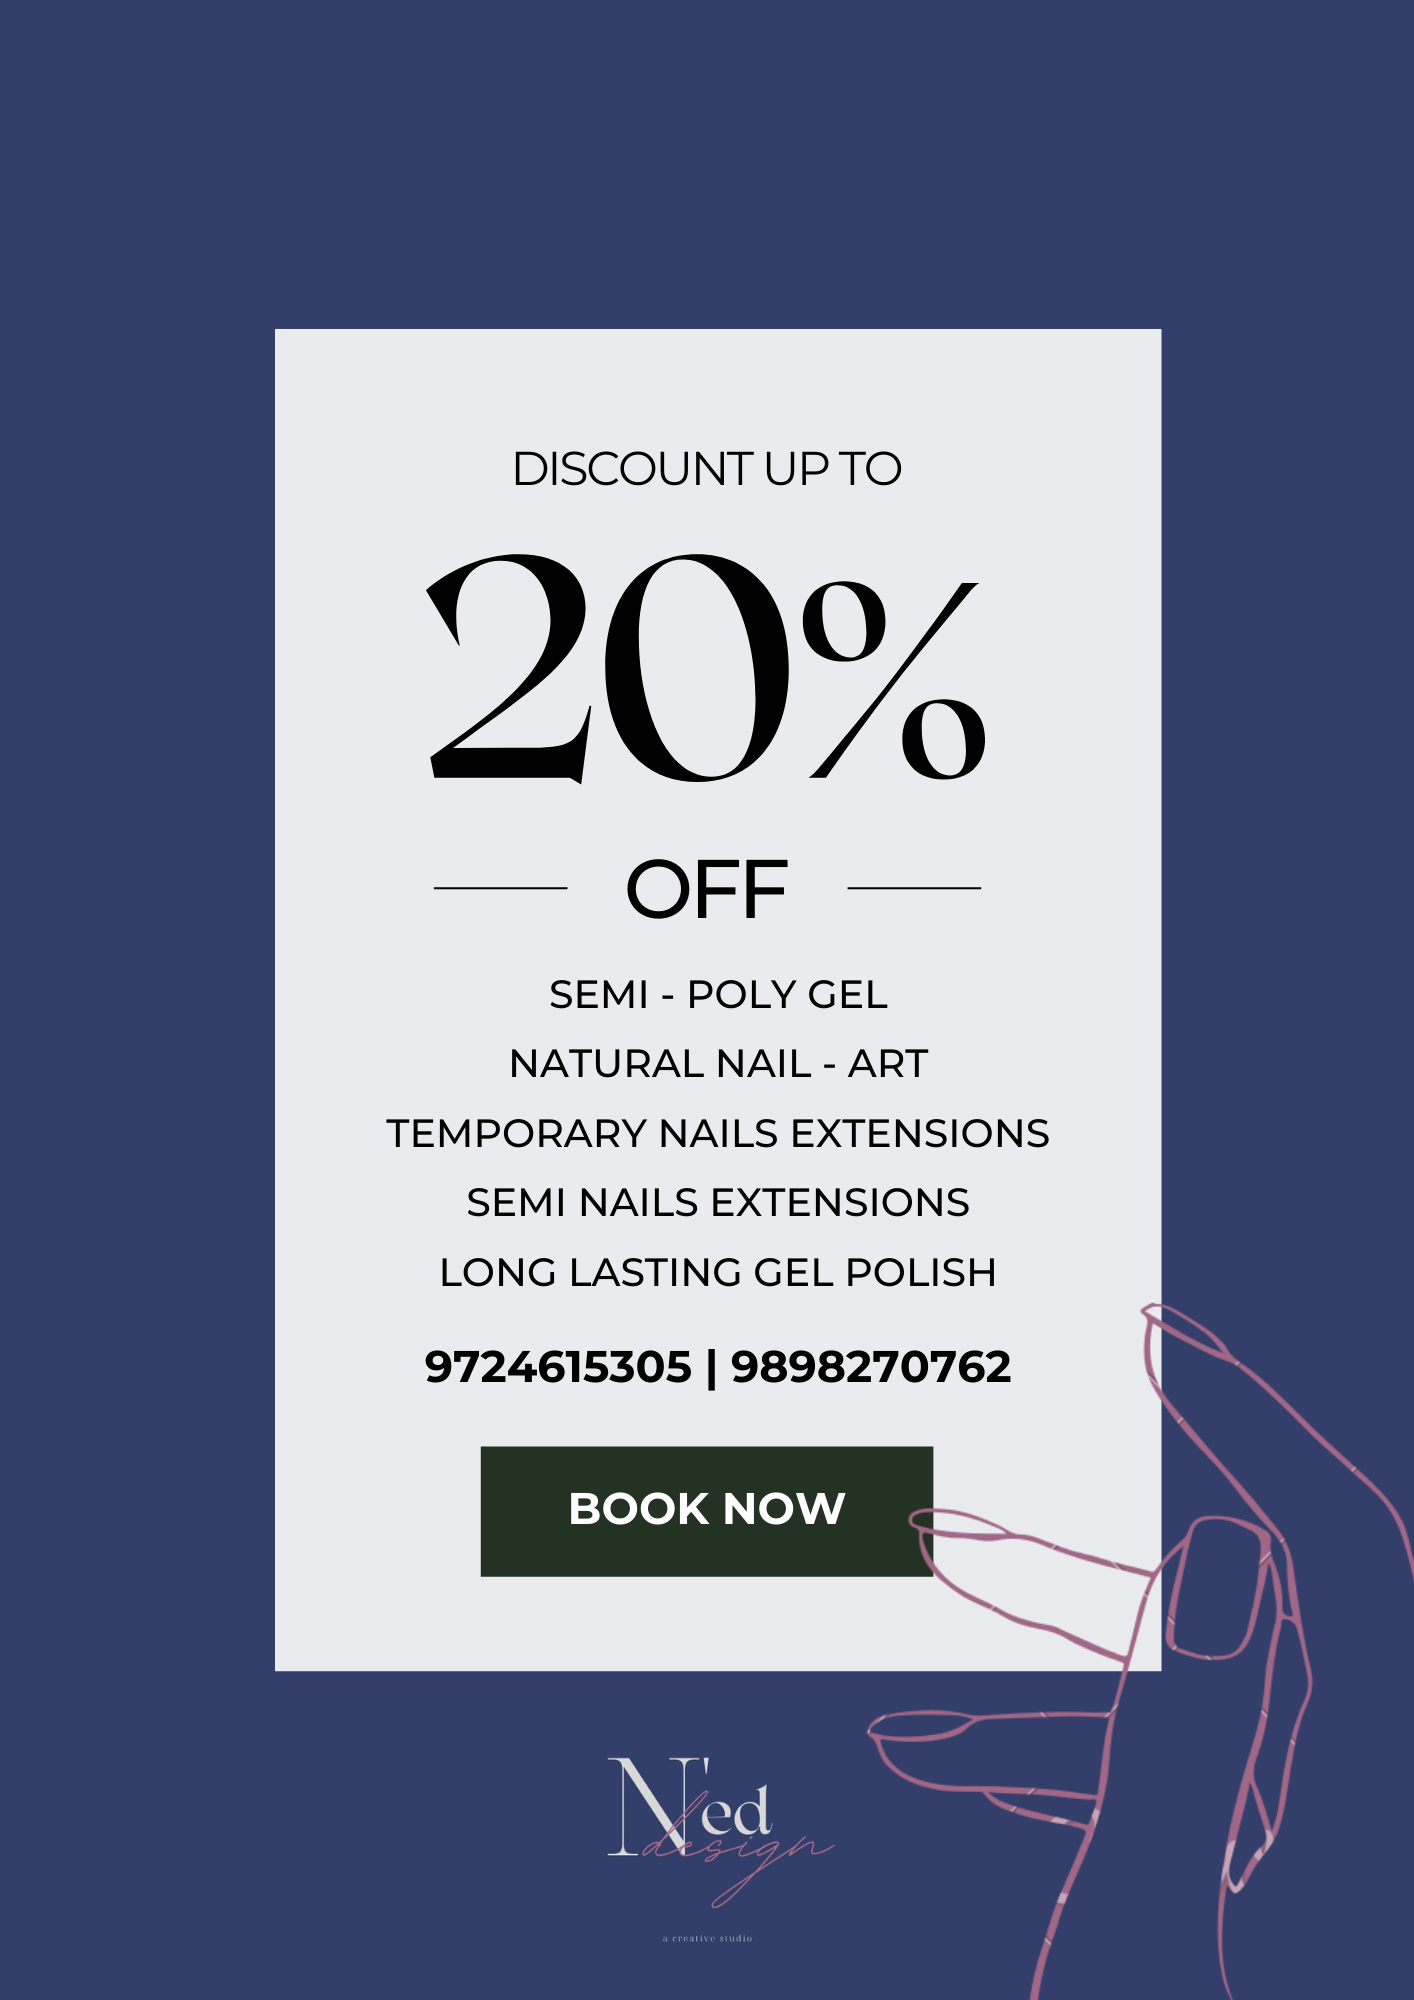 DISCOUNT UP TO
20%
OFF
SEMI - POLY GEL
NATURAL NAIL - ART
TEMPORARY NAILS EXTENSIONS
SEMI NAILS EXTENSIONS
LONG LASTING GEL POLISH
9724615305 | 9898270762
BOOK NOW
N'ed
design
a creative studio